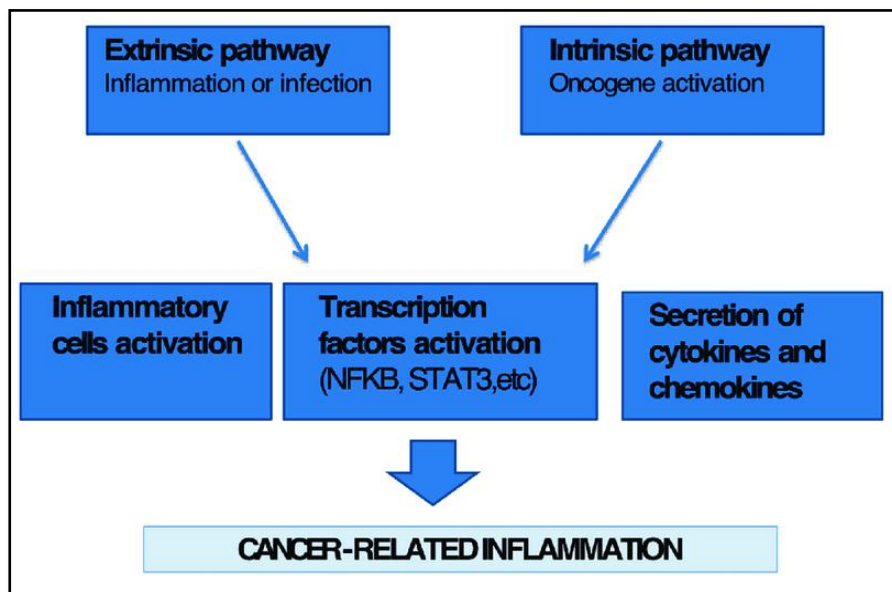 Extrinsic pathway
Inflammation or infection
Intrinsic pathway
Oncogene activation
Inflammatory
cells activation
Transcription
factors activation
(NFKB, STAT3,etc)
Secretion of
cytokines and
chemokines
CANCER-RELATED INFLAMMATION